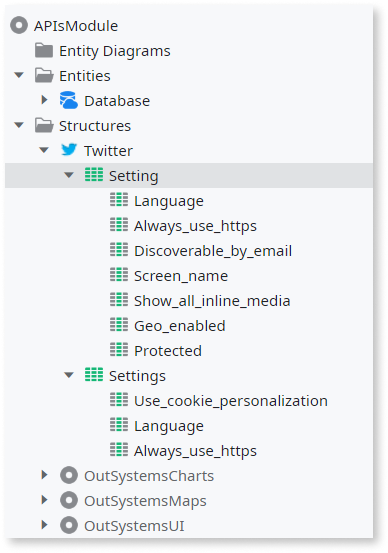 APIsModule
Entity Diagrams
Entities
Database
Structures
Twitter
Setting
Language
Always_use_https
Discoverable_by_email
Screen_name
Show_all_inline_media
Geo_enabled
Protected
Settings
Use_cookie_personalization
Language
Always_use_https
OutSystemsCharts
OutSystemsMaps
OutSystemsUI